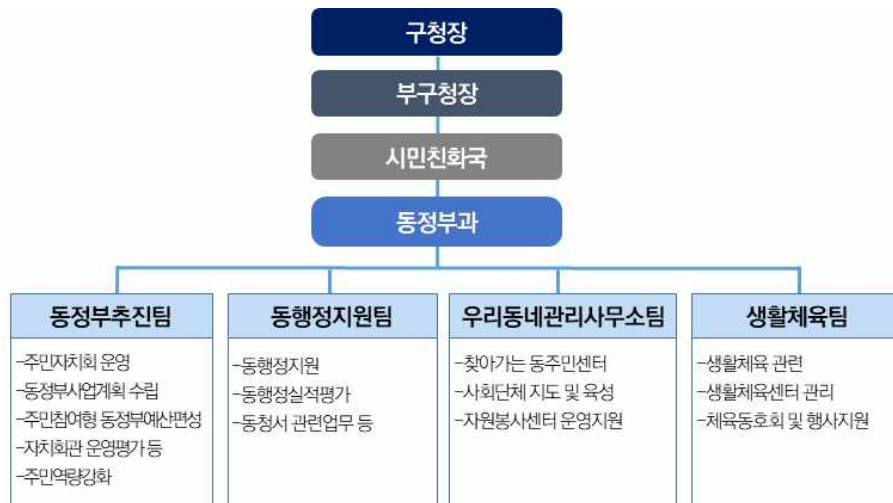 구청장
부구청장
시민친화국
동정부과
동정부추진팀
-주민자치회 운영
-동정부사업계획 수립
-주민참여형 동정부예산편성
-자치회관 운영평가 등
-주민역량강화
동행정지원팀
-동행정지원
-동행정실적평가
-동청서 관련업무 등
우리동네관리사무소팀
-찾아가는 동주민센터
-사회단체 지도 및 육성
-자원봉사센터 운영지원
생활체육팀
-생활체육 관련
-생활체육센터 관리
-체육동호회 및 행사지원